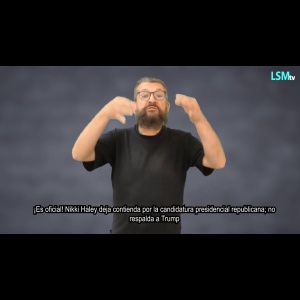 LSMtv
¡Es oficial! Nikki Haley deja contienda por la candidatura presidencial republicana; no
respalda a Trump